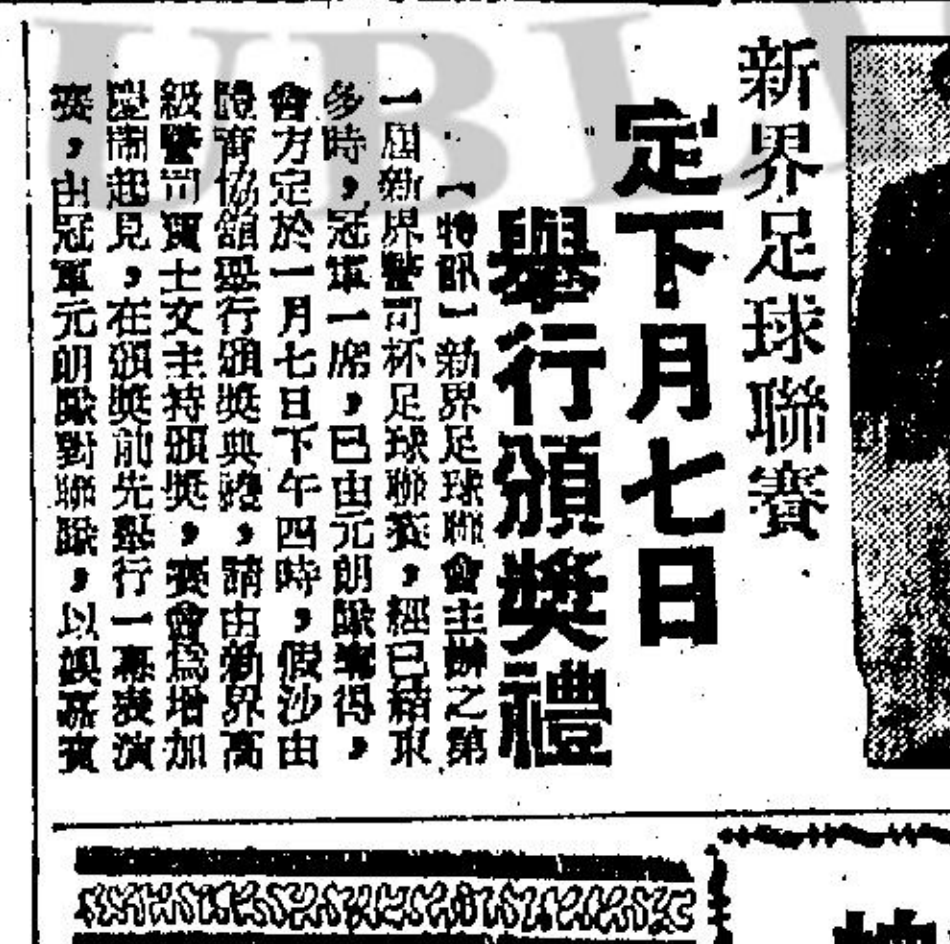 新界足球聯賽
定下月七日
舉行頒獎禮
【特訊】新界足球聯會主辦之第
一屆新界警司杯足球聯賽，經已結束
多時，冠軍一席，已由元朗隊奪得，
會方定於一月七日下午四時，假沙田
體育協舘舉行頒獎典禮，請由新界高
級警司寶士文主持頒獎，賽會爲增加
慶鬧起見，在頒獎前先舉行一幕表演
賽，由冠軍元朗隊對聯隊，以娛嘉賓